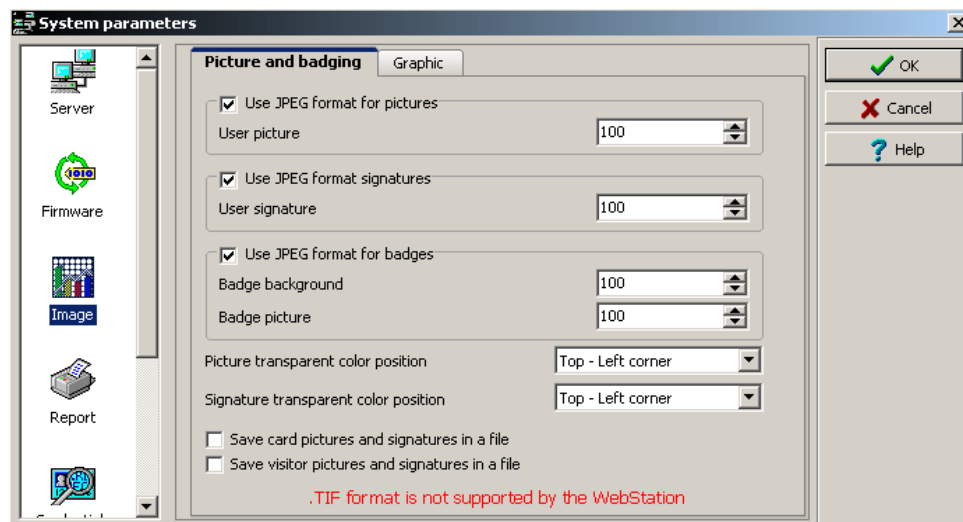 System parameters
Server
Firmware
Image
Report
Picture and badging
Graphic
Use JPEG format for pictures
User picture 100
Use JPEG format signatures
User signature 100
Use JPEG format for badges
Badge background 100
Badge picture 100
Picture transparent color position Top - Left corner
Signature transparent color position Top - Left corner
Save card pictures and signatures in a file
Save visitor pictures and signatures in a file
.TIF format is not supported by the WebStation
OK
Cancel
? Help